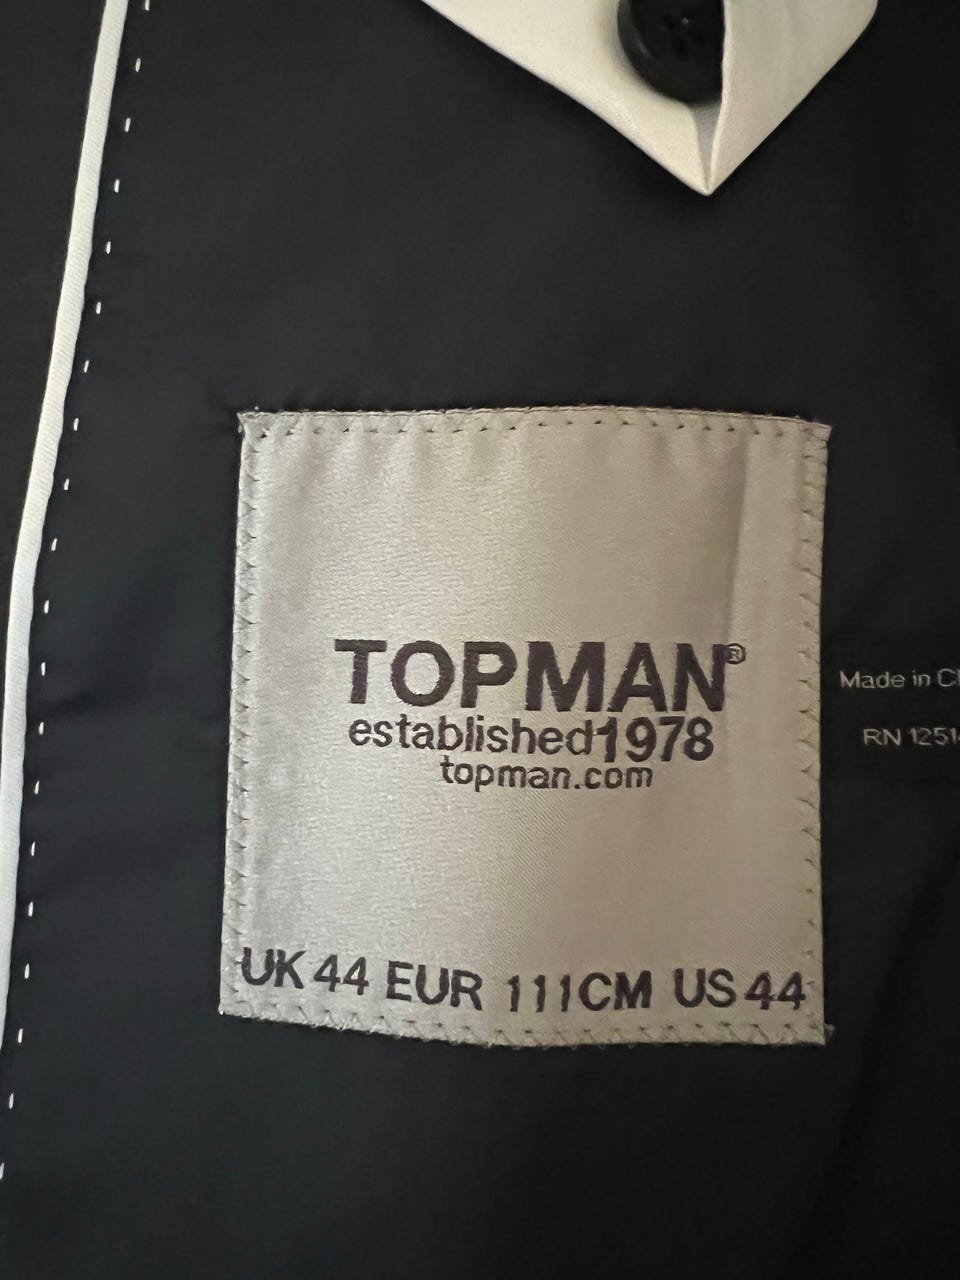 TOPMAN®
established1978
topman.com
UK 44 EUR 111CM US 44
Made in
RN